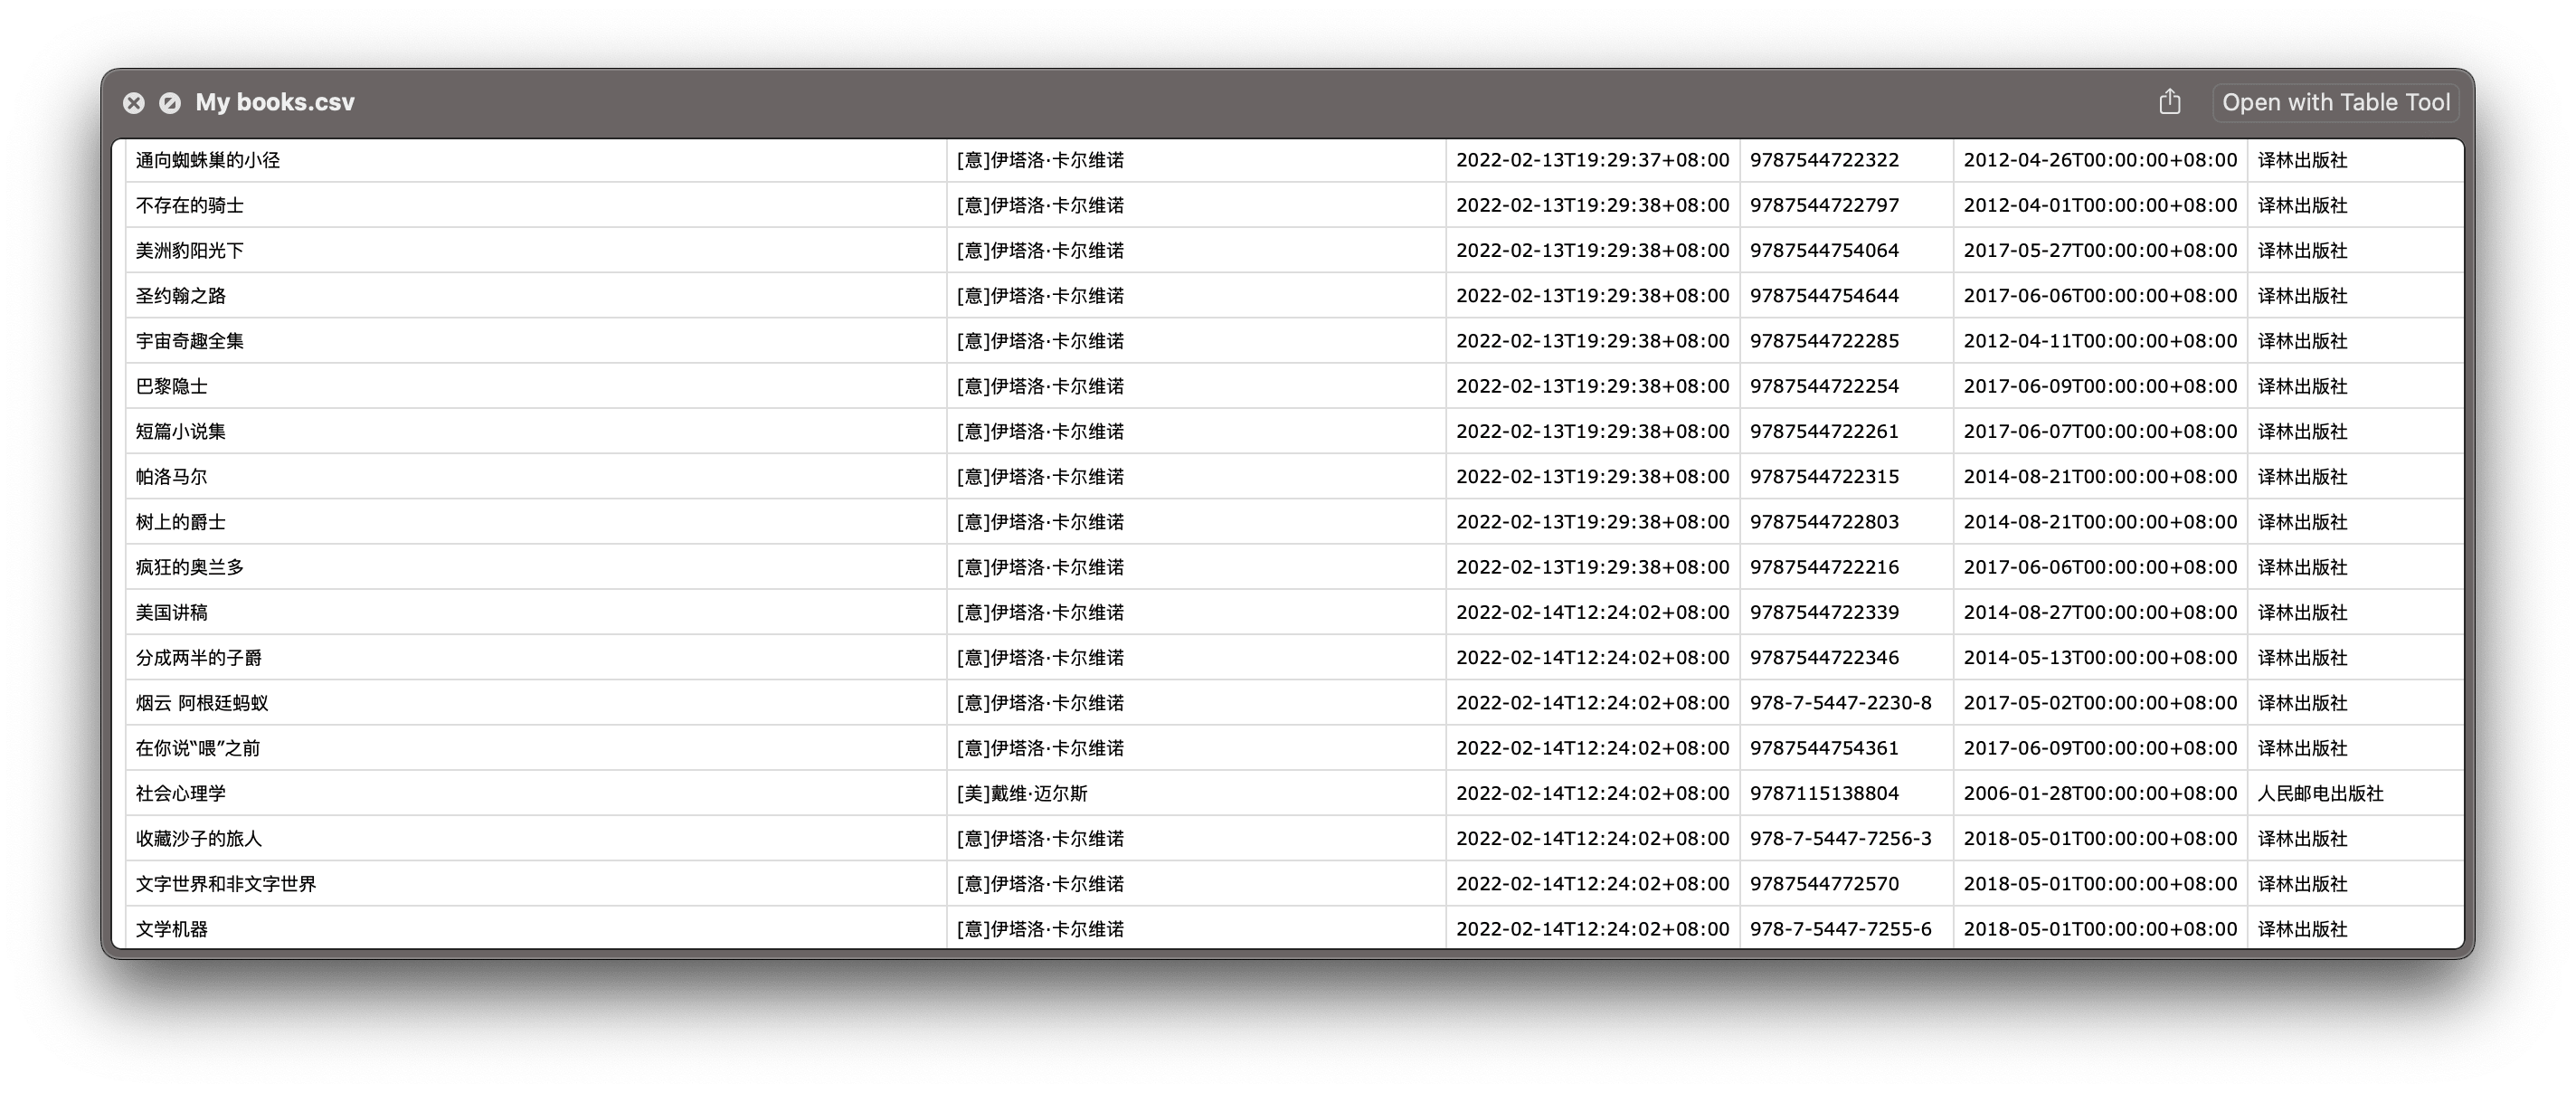 My books.csv Open with Table Tool
通向蜘蛛巢的小径 [意]伊塔洛·卡尔维诺 2022-02-13T19:29:37+08:00 9787544722322 2012-04-26T00:00:00+08:00 译林出版社
不存在的骑士 [意]伊塔洛·卡尔维诺 2022-02-13T19:29:38+08:00 9787544722797 2012-04-01T00:00:00+08:00 译林出版社
美洲豹阳光下 [意]伊塔洛·卡尔维诺 2022-02-13T19:29:38+08:00 9787544754064 2017-05-27T00:00:00+08:00 译林出版社
圣约翰之路 [意]伊塔洛·卡尔维诺 2022-02-13T19:29:38+08:00 9787544754644 2017-06-06T00:00:00+08:00 译林出版社
宇宙奇趣全集 [意]伊塔洛·卡尔维诺 2022-02-13T19:29:38+08:00 9787544722285 2012-04-11T00:00:00+08:00 译林出版社
巴黎隐士 [意]伊塔洛·卡尔维诺 2022-02-13T19:29:38+08:00 9787544722254 2017-06-09T00:00:00+08:00 译林出版社
短篇小说集 [意]伊塔洛·卡尔维诺 2022-02-13T19:29:38+08:00 9787544722261 2017-06-07T00:00:00+08:00 译林出版社
帕洛马尔 [意]伊塔洛·卡尔维诺 2022-02-13T19:29:38+08:00 9787544722315 2014-08-21T00:00:00+08:00 译林出版社
树上的爵士 [意]伊塔洛·卡尔维诺 2022-02-13T19:29:38+08:00 9787544722803 2014-08-21T00:00:00+08:00 译林出版社
疯狂的奥兰多 [意]伊塔洛·卡尔维诺 2022-02-13T19:29:38+08:00 9787544722216 2017-06-06T00:00:00+08:00 译林出版社
美国讲稿 [意]伊塔洛·卡尔维诺 2022-02-14T12:24:02+08:00 9787544722339 2014-08-27T00:00:00+08:00 译林出版社
分成两半的子爵 [意]伊塔洛·卡尔维诺 2022-02-14T12:24:02+08:00 9787544722346 2014-05-13T00:00:00+08:00 译林出版社
烟云 阿根廷蚂蚁 [意]伊塔洛·卡尔维诺 2022-02-14T12:24:02+08:00 978-7-5447-2230-8 2017-05-02T00:00:00+08:00 译林出版社
在你说“喂”之前 [意]伊塔洛·卡尔维诺 2022-02-14T12:24:02+08:00 9787544754361 2017-06-09T00:00:00+08:00 译林出版社
社会心理学 [美]戴维·迈尔斯 2022-02-14T12:24:02+08:00 9787115138804 2006-01-28T00:00:00+08:00 人民邮电出版社
收藏沙子的旅人 [意]伊塔洛·卡尔维诺 2022-02-14T12:24:02+08:00 978-7-5447-7256-3 2018-05-01T00:00:00+08:00 译林出版社
文字世界和非文字世界 [意]伊塔洛·卡尔维诺 2022-02-14T12:24:02+08:00 9787544772570 2018-05-01T00:00:00+08:00 译林出版社
文学机器 [意]伊塔洛·卡尔维诺 2022-02-14T12:24:02+08:00 978-7-5447-7255-6 2018-05-01T00:00:00+08:00 译林出版社